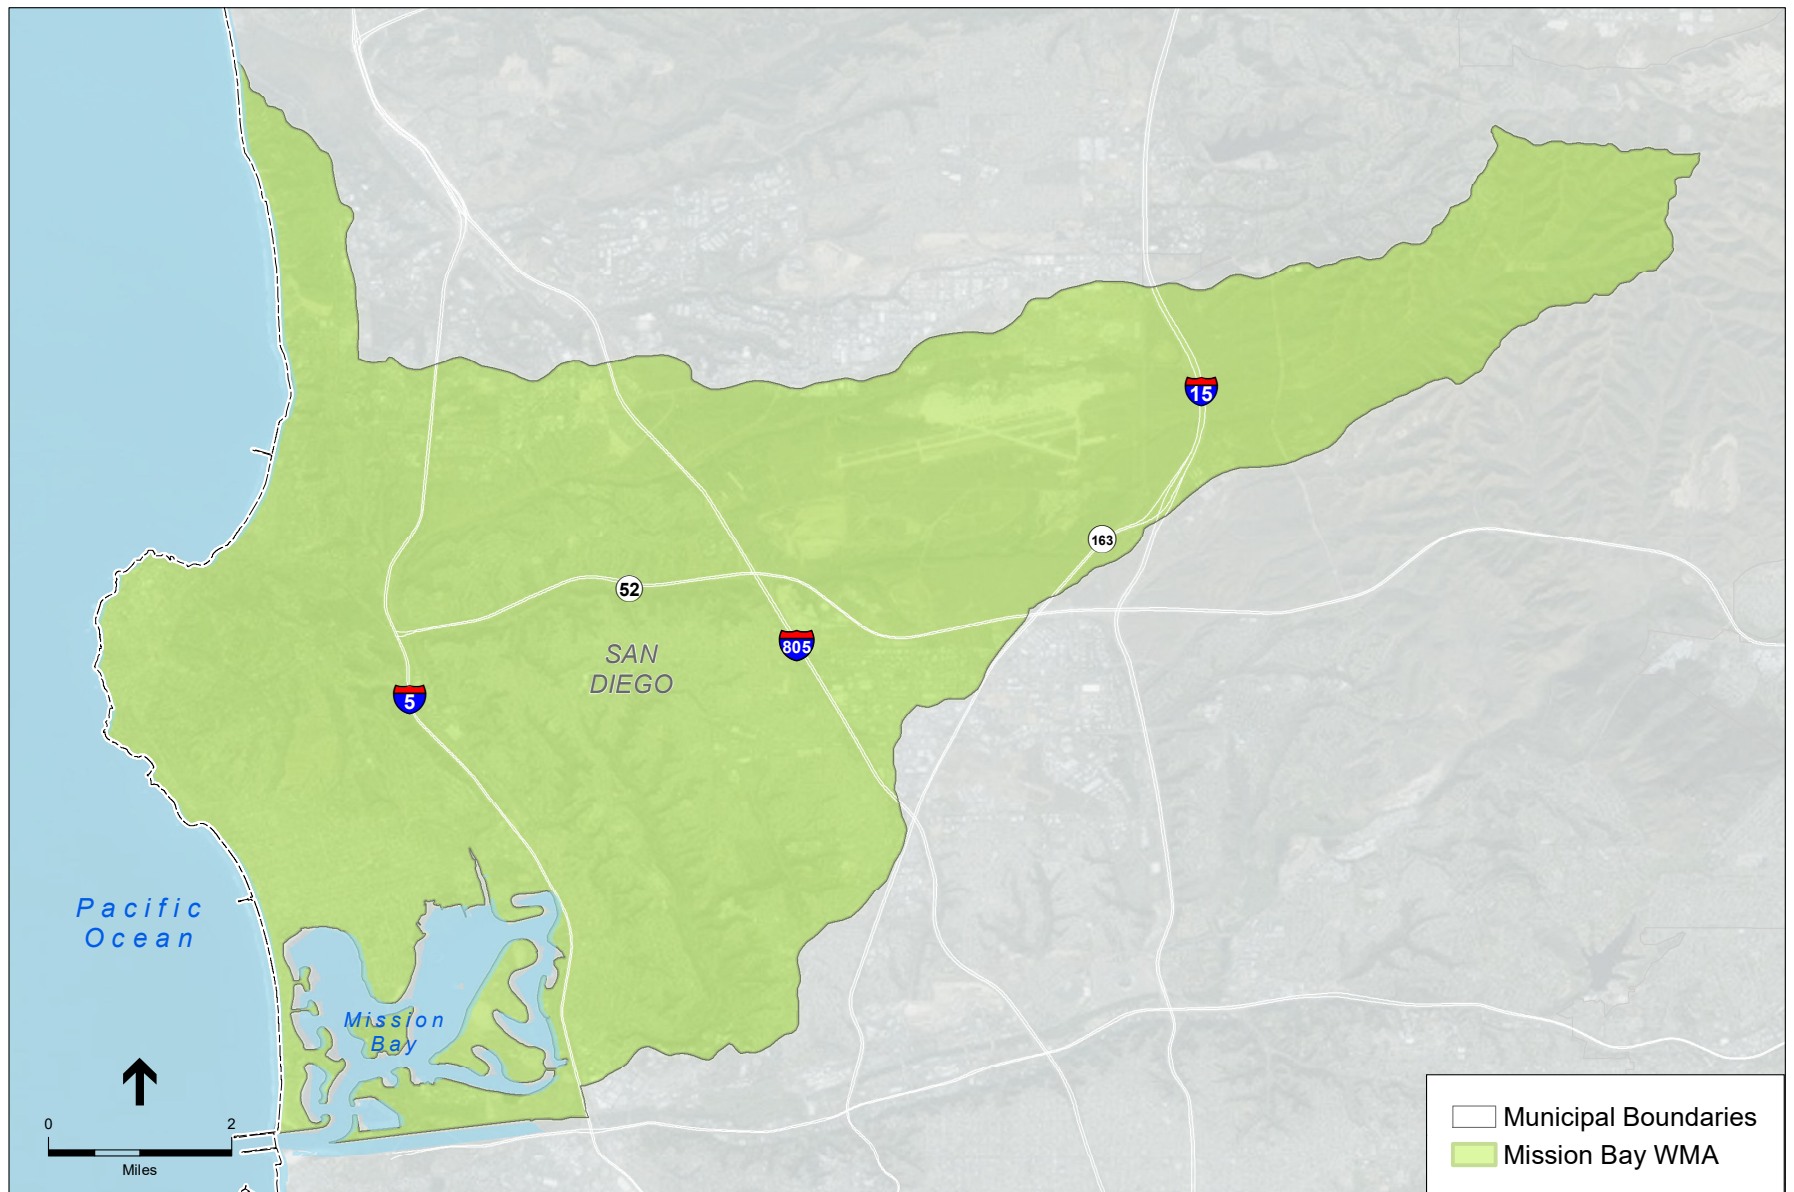 15
163
52
SAN
DIEGO
805
5
Pacific
Ocean
Mission
Bay
0 2
Miles
Municipal Boundaries
Mission Bay WMA